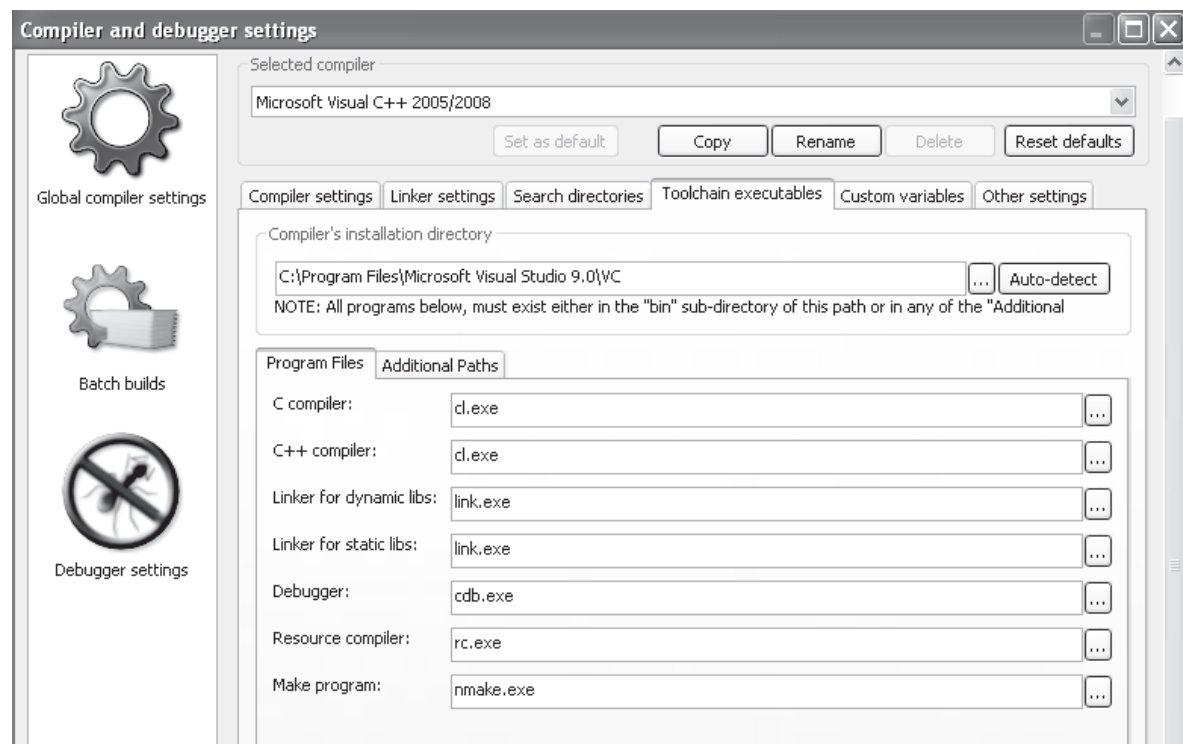 Compiler and debugger settings
Selected compiler
Microsoft Visual C++ 2005/2008
Set as default Copy Rename Delete Reset defaults
Global compiler settings
Compiler settings Linker settings Search directories Toolchain executables Custom variables Other settings
Compiler's installation directory
C:\Program Files\Microsoft Visual Studio 9.0\VC ... Auto-detect
NOTE: All programs below, must exist either in the "bin" sub-directory of this path or in any of the "Additional
Batch builds
Program Files Additional Paths
C compiler: cl.exe ...
C++ compiler: cl.exe ...
Linker for dynamic libs: link.exe ...
Linker for static libs: link.exe ...
Debugger settings
Debugger: cdb.exe ...
Resource compiler: rc.exe ...
Make program: nmake.exe ...